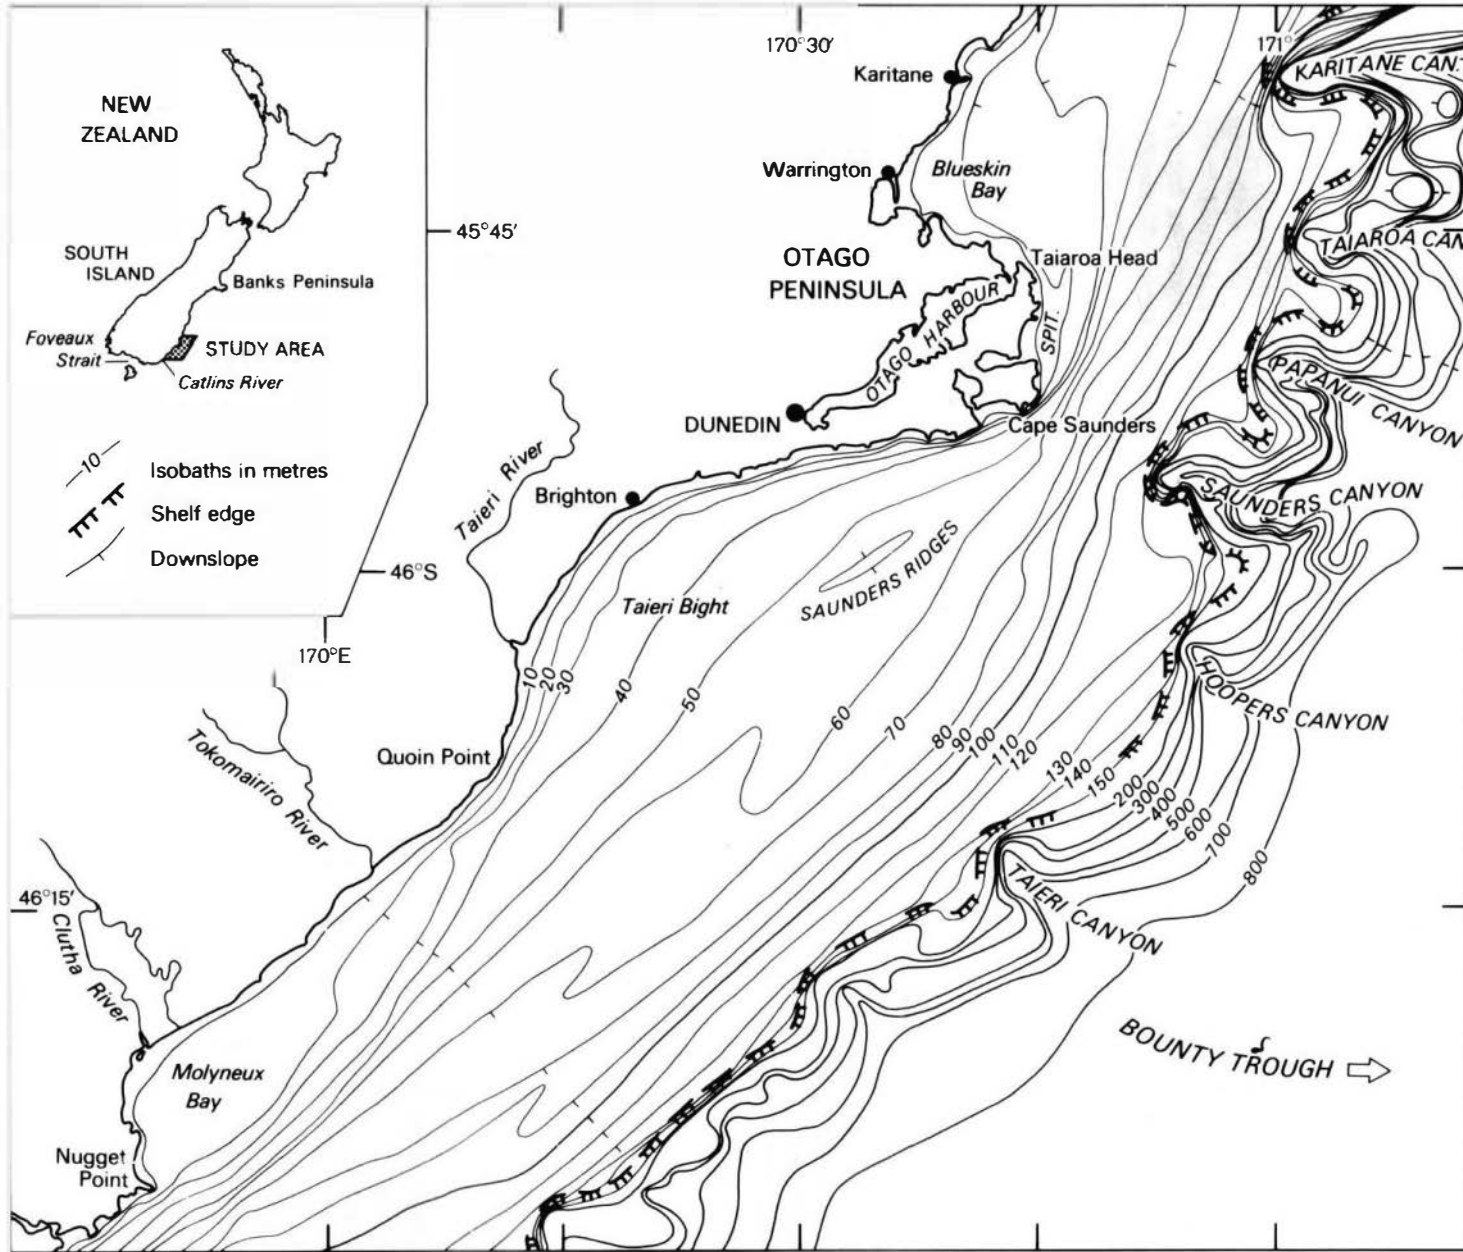 170°30′
171°
Karitane
KARITANE CAN.
NEW
ZEALAND
Warrington
Blueskin
Bay
45°45′
TAIAROA CAN
SOUTH
ISLAND
OTAGO
PENINSULA
Taiaroa Head
Banks Peninsula
OTAGO HARBOUR
SPIT.
Foveaux
Strait
STUDY AREA
Catlins River
PAPANUI CANYON
DUNEDIN
Cape Saunders
10
Isobaths in metres
Shelf edge
Downslope
Taieri River
Brighton
SAUNDERS CANYON
46°S
SAUNDERS RIDGES
Taieri Bight
170°E
10
20
30
40
50
60
70
80
90
100
110
120
130
140
150
200
300
400
500
600
700
800
HOOPERS CANYON
Quoin Point
Tokomairiro River
46°15′
Clutha River
TAIERI CANYON
BOUNTY TROUGH
Molyneux
Bay
Nugget
Point